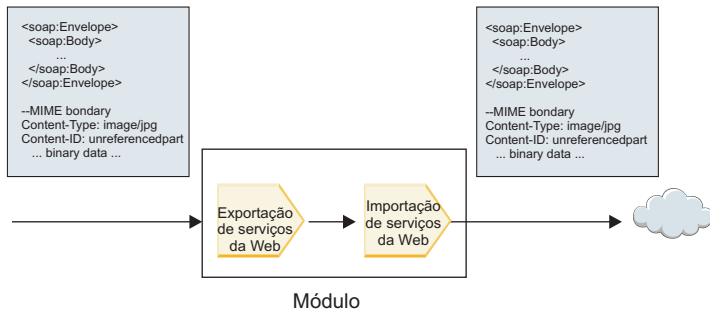 <soap:Envelope>
<soap:Body>
...
</soap:Body>
</soap:Envelope>
--MIME bondary
Content-Type: image/jpg
Content-ID: unreferencedpart
... binary data ...
<soap:Envelope>
<soap:Body>
...
</soap:Body>
</soap:Envelope>
--MIME bondary
Content-Type: image/jpg
Content-ID: unreferencedpart
... binary data ...
Exportação
de serviços
da Web
Importação
de serviços
da Web
Módulo